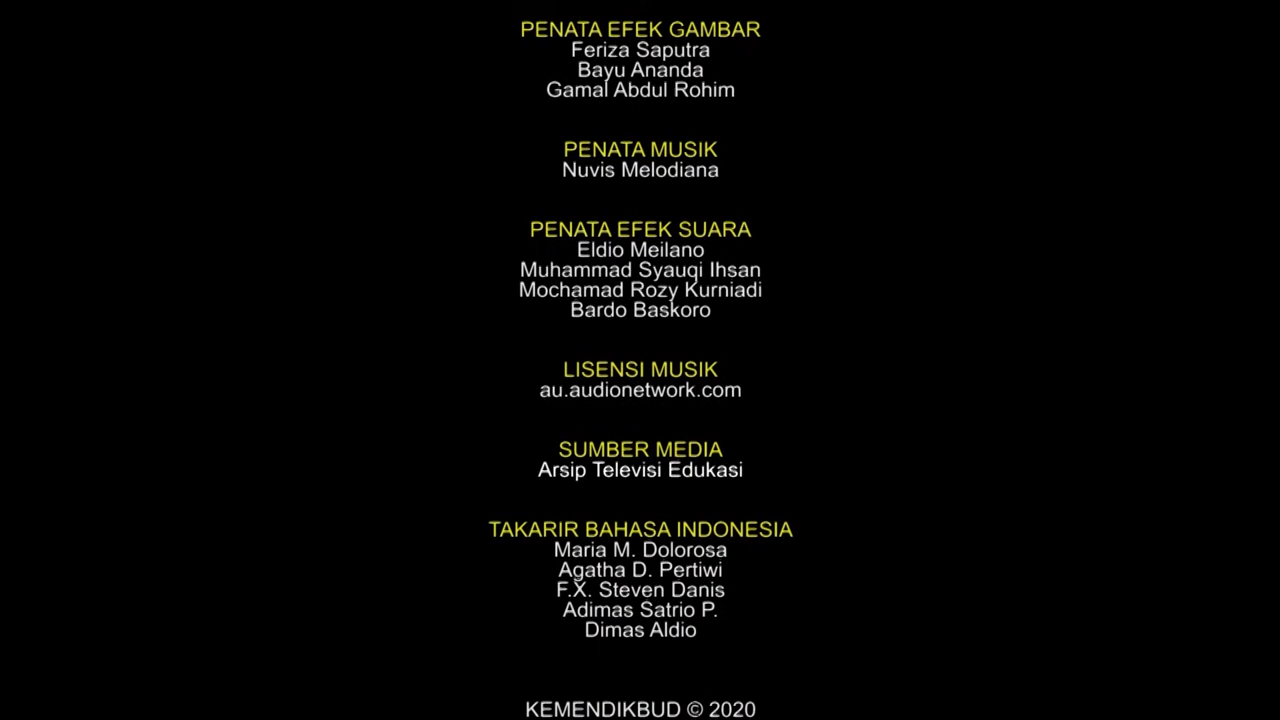 PENATA EFEK GAMBAR
Feriza Saputra
Bayu Ananda
Gamal Abdul Rohim
PENATA MUSIK
Nuvis Melodiana
PENATA EFEK SUARA
Eldio Meilano
Muhammad Syauqi Ihsan
Mochamad Rozy Kurniadi
Bardo Baskoro
LISENSI MUSIK
au.audionetwork.com
SUMBER MEDIA
Arsip Televisi Edukasi
TAKARIR BAHASA INDONESIA
Maria M. Dolorosa
Agatha D. Pertiwi
F.X. Steven Danis
Adimas Satrio P.
Dimas Aldio
KEMENDIKBUD © 2020